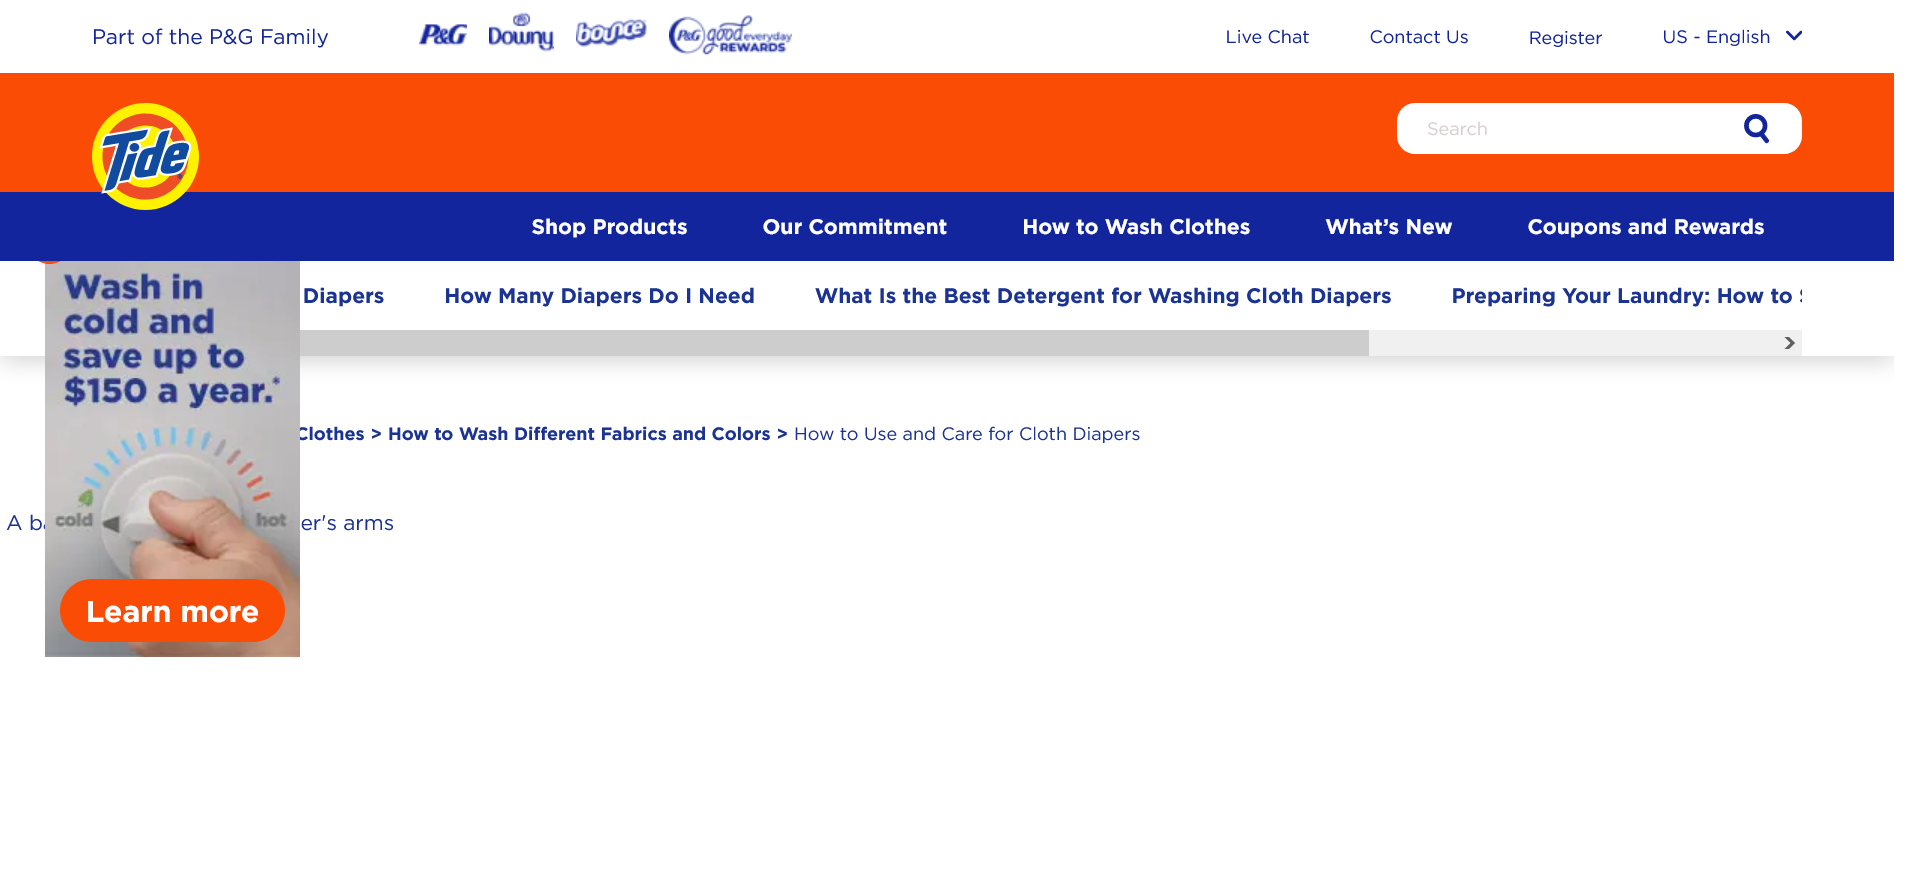 Part of the P&G Family
P&G Downy bounce P&G good everyday REWARDS
Live Chat Contact Us Register US - English
Tide
Search
Shop Products Our Commitment How to Wash Clothes What’s New Coupons and Rewards
Diapers How Many Diapers Do I Need What Is the Best Detergent for Washing Cloth Diapers Preparing Your Laundry: How to
Wash in
cold and
save up to
$150 a year.*
Clothes > How to Wash Different Fabrics and Colors > How to Use and Care for Cloth Diapers
A ba
er's arms
cold hot
Learn more